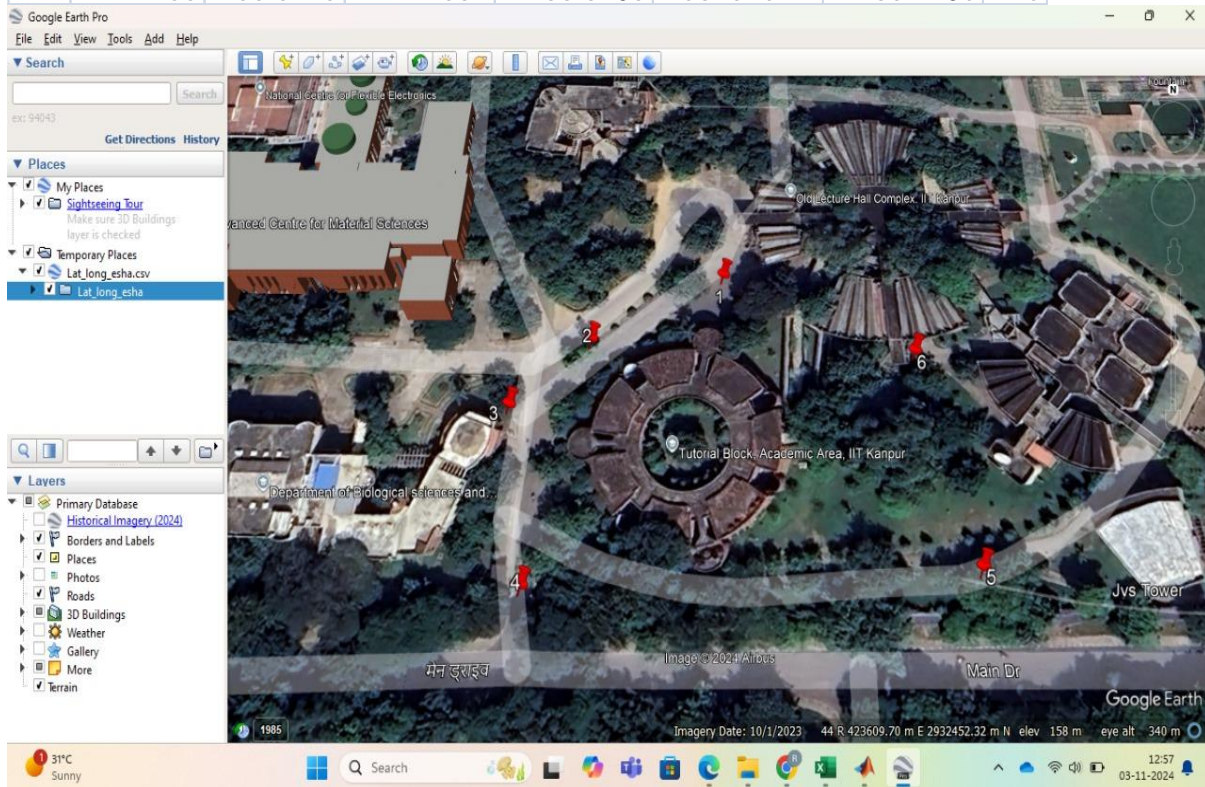 Google Earth Pro
File Edit View Tools Add Help
Search
Search
ex: 94043
Get Directions History
Places
My Places
Sightseeing Tour
Make sure 3D Buildings
layer is checked
Temporary Places
Lat_long_esha.csv
Lat_long_esha
Layers
Primary Database
Historical Imagery (2024)
Borders and Labels
Places
Photos
Roads
3D Buildings
Weather
Gallery
More
Terrain
National Centre for Flexible Electronics
Fountain
N
Old Lecture Hall Complex, IIT Kanpur
anced Centre for Material Sciences
1
2
6
3
Tutorial Block, Academic Area, IIT Kanpur
Department of Biological sciences and...
4
5
Jvs Tower
मेन ड्राइव
Image © 2024 Airbus
Main Dr
Google Earth
1985
Imagery Date: 10/1/2023 44 R 423609.70 m E 2932452.32 m N elev 158 m eye alt 340 m
1
31°C
Sunny
Search
12:57
03-11-2024